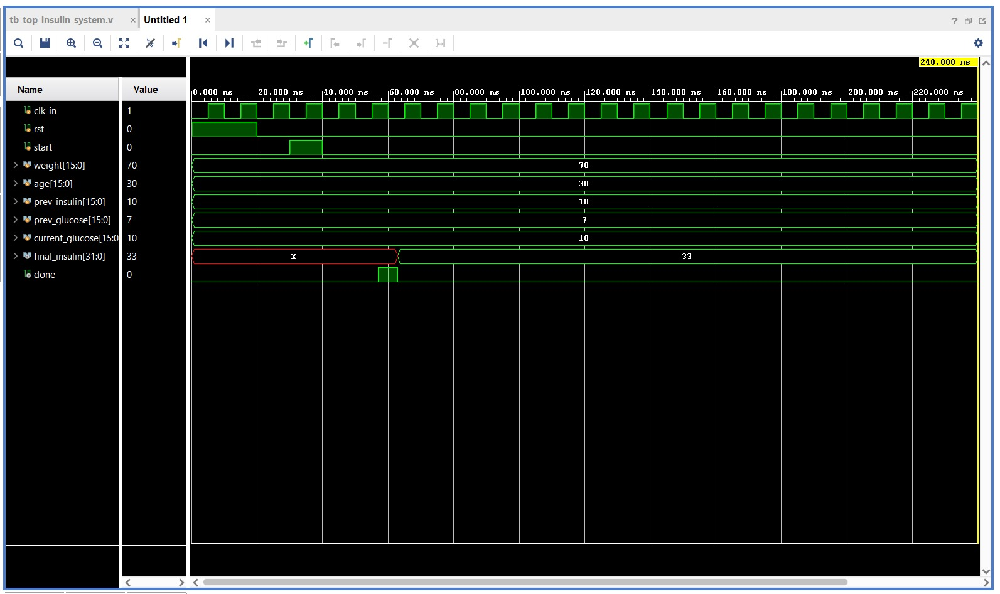 tb_top_insulin_system.v × Untitled 1 ×
?
240.000 ns
Name Value
0.000 ns 20.000 ns 40.000 ns 60.000 ns 80.000 ns 100.000 ns 120.000 ns 140.000 ns 160.000 ns 180.000 ns 200.000 ns 220.000 ns
clk_in 1
rst 0
start 0
weight[15:0] 70 70
age[15:0] 30 30
prev_insulin[15:0] 10 10
prev_glucose[15:0] 7 7
current_glucose[15:0 10 10
final_insulin[31:0] 33 X 33
done 0